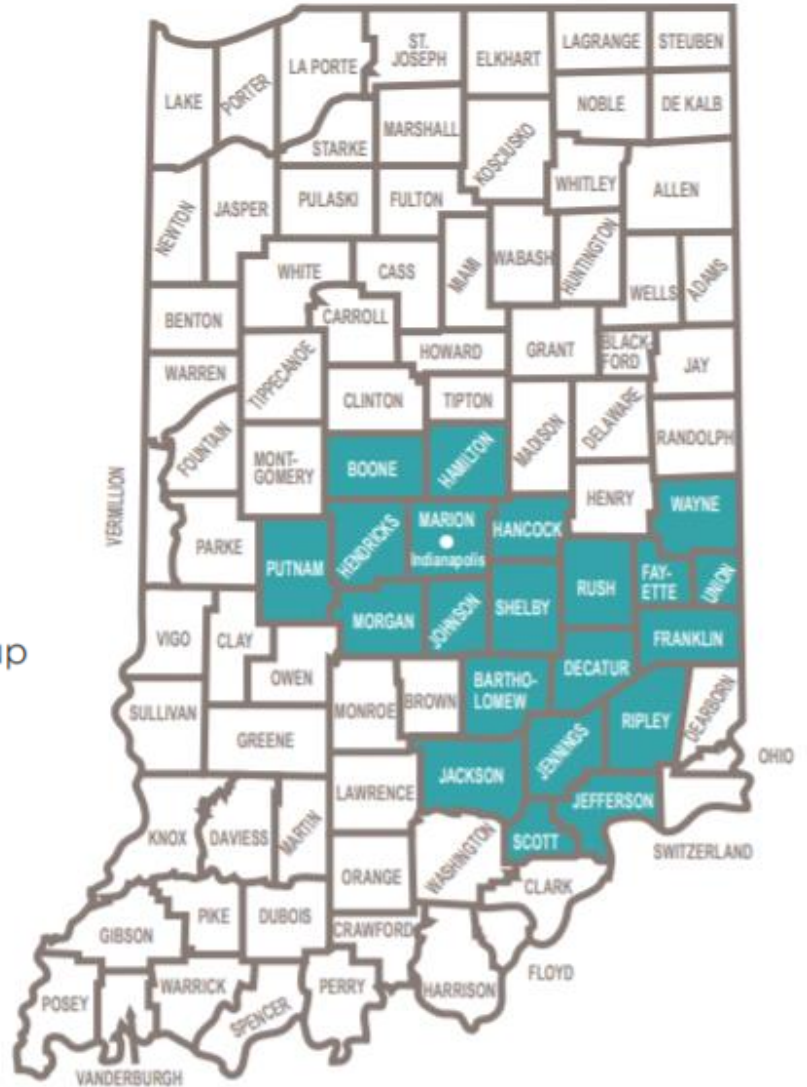 LAKE
PORTER
LA PORTE
ST.
JOSEPH
ELKHART
LAGRANGE
STEUBEN
NOBLE
DE KALB
STARKE
MARSHALL
KOSCIUSKO
WHITLEY
ALLEN
NEWTON
JASPER
PULASKI
FULTON
MIAMI
WABASH
HUNTINGTON
WELLS
ADAMS
WHITE
CASS
CARROLL
BENTON
HOWARD
GRANT
BLACK-
FORD
JAY
WARREN
TIPPECANOE
CLINTON
TIPTON
MADISON
DELAWARE
RANDOLPH
FOUNTAIN
MONT-
GOMERY
BOONE
HAMILTON
HENRY
WAYNE
VERMILLION
PARKE
PUTNAM
HENDRICKS
MARION
Indianapolis
HANCOCK
RUSH
FAY-
ETTE
UNION
MORGAN
JOHNSON
SHELBY
FRANKLIN
VIGO
CLAY
OWEN
up
BARTHO-
LOMEW
DECATUR
SULLIVAN
GREENE
MONROE
BROWN
JENNINGS
RIPLEY
DEARBORN
OHIO
JACKSON
LAWRENCE
JEFFERSON
SWITZERLAND
KNOX
DAVIESS
MARTIN
ORANGE
WASHINGTON
SCOTT
CLARK
GIBSON
PIKE
DUBOIS
CRAWFORD
FLOYD
HARRISON
POSEY
WARRICK
SPENCER
PERRY
VANDERBURGH